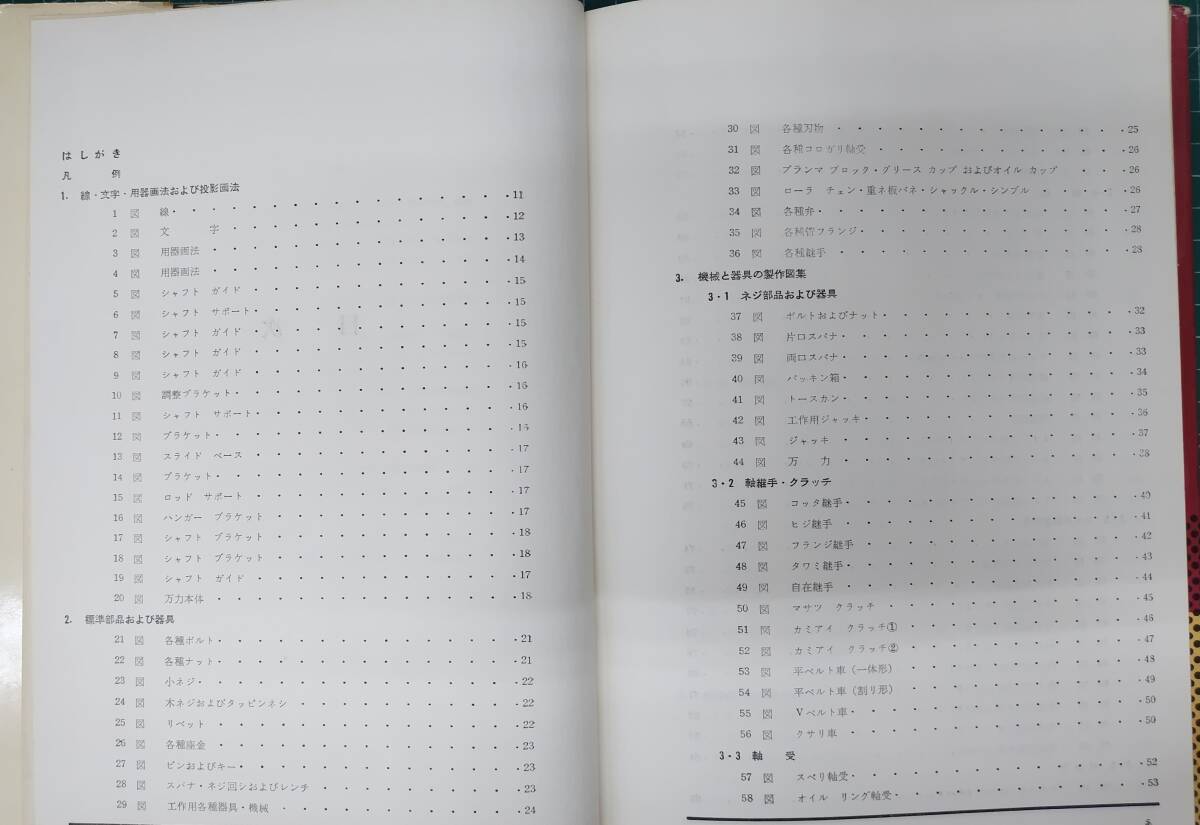 はしがき
凡　例
1. 線・文字・用器画法および投影画法 ・・・ 11
1 図 線 ・・・ 12
2 図 文　字 ・・・ 13
3 図 用器画法 ・・・ 14
4 図 用器画法 ・・・ 15
5 図 シャフト ガイド ・・・ 15
6 図 シャフト サポート ・・・ 15
7 図 シャフト ガイド ・・・ 15
8 図 シャフト ガイド ・・・ 16
9 図 シャフト ガイド ・・・ 16
10 図 調整ブラケット ・・・ 16
11 図 シャフト サポート ・・・ 16
12 図 ブラケット ・・・ 17
13 図 スライド ベース ・・・ 17
14 図 ブラケット ・・・ 17
15 図 ロッド サポート ・・・ 17
16 図 ハンガー ブラケット ・・・ 18
17 図 シャフト ブラケット ・・・ 18
18 図 シャフト ブラケット ・・・ 17
19 図 シャフト ガイド ・・・ 18
20 図 万力本体
2. 標準部品および器具
21 図 各種ボルト ・・・ 21
22 図 各種ナット ・・・ 21
23 図 小ネジ ・・・ 22
24 図 木ネジおよびタッピンネシ ・・・ 22
25 図 リベット ・・・ 22
26 図 各種座金 ・・・ 23
27 図 ピンおよびキー ・・・ 23
28 図 スパナ・ネジ回シおよびレンチ ・・・ 23
29 図 工作用各種器具・機械 ・・・ 24
30 図 各種刃物 ・・・ 25
31 図 各種コロガリ軸受 ・・・ 26
32 図 プランマ ブロック・グリース カップ およびオイル カップ ・・・ 26
33 図 ローラ チェン・重ネ板バネ・シャックル・シンブル ・・・ 26
34 図 各種弁 ・・・ 27
35 図 各種管フランジ ・・・ 28
36 図 各種継手 ・・・ 28
3. 機械と器具の製作図集
3・1 ネジ部品および器具
37 図 ボルトおよびナット ・・・ 32
38 図 片口スパナ ・・・ 33
39 図 両口スパナ ・・・ 33
40 図 パッキン箱 ・・・ 34
41 図 トースカン ・・・ 35
42 図 工作用ジャッキ ・・・ 36
43 図 ジャッキ ・・・ 37
44 図 万　力 ・・・ 38
3・2 軸継手・クラッチ
45 図 コッタ継手 ・・・ 40
46 図 ヒジ継手 ・・・ 41
47 図 フランジ継手 ・・・ 42
48 図 タワミ継手 ・・・ 43
49 図 自在継手 ・・・ 44
50 図 マサツ クラッチ ・・・ 45
51 図 カミアイ クラッチ① ・・・ 46
52 図 カミアイ クラッチ② ・・・ 47
53 図 平ベルト車（一体形） ・・・ 48
54 図 平ベルト車（割リ形） ・・・ 49
55 図 Vベルト車 ・・・ 50
56 図 クサリ車 ・・・ 50
3・3 軸　受
57 図 スベリ軸受 ・・・ 52
58 図 オイル リング軸受 ・・・ 53